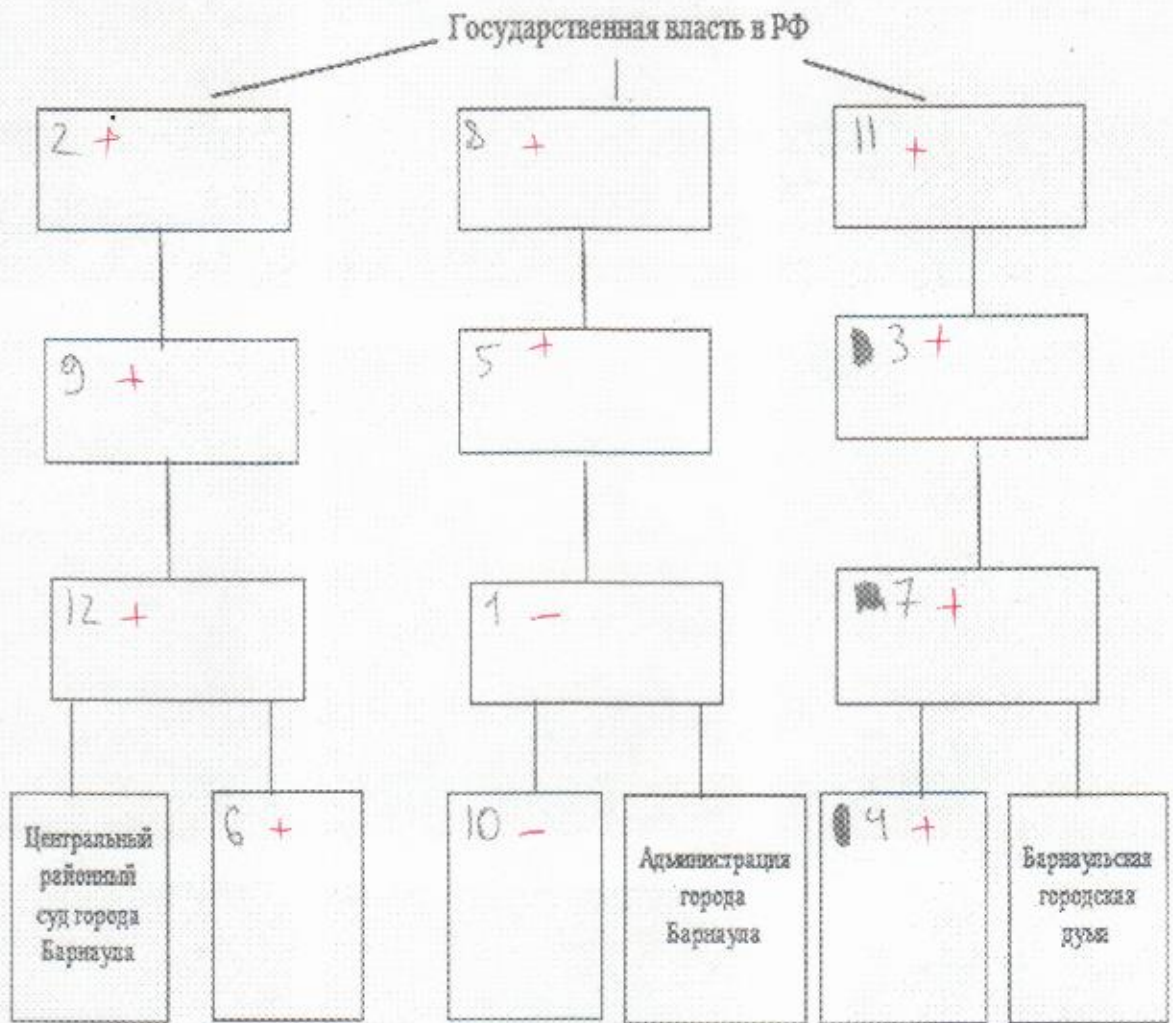 Государственная власть в РФ
2 +
8 +
11 +
9 +
5 +
3 +
12 +
1 −
7 +
Центральный
районный
суд города
Барнаула
6 +
10 −
Администрация
города
Барнаула
4 +
Барнаульская
городская
дума